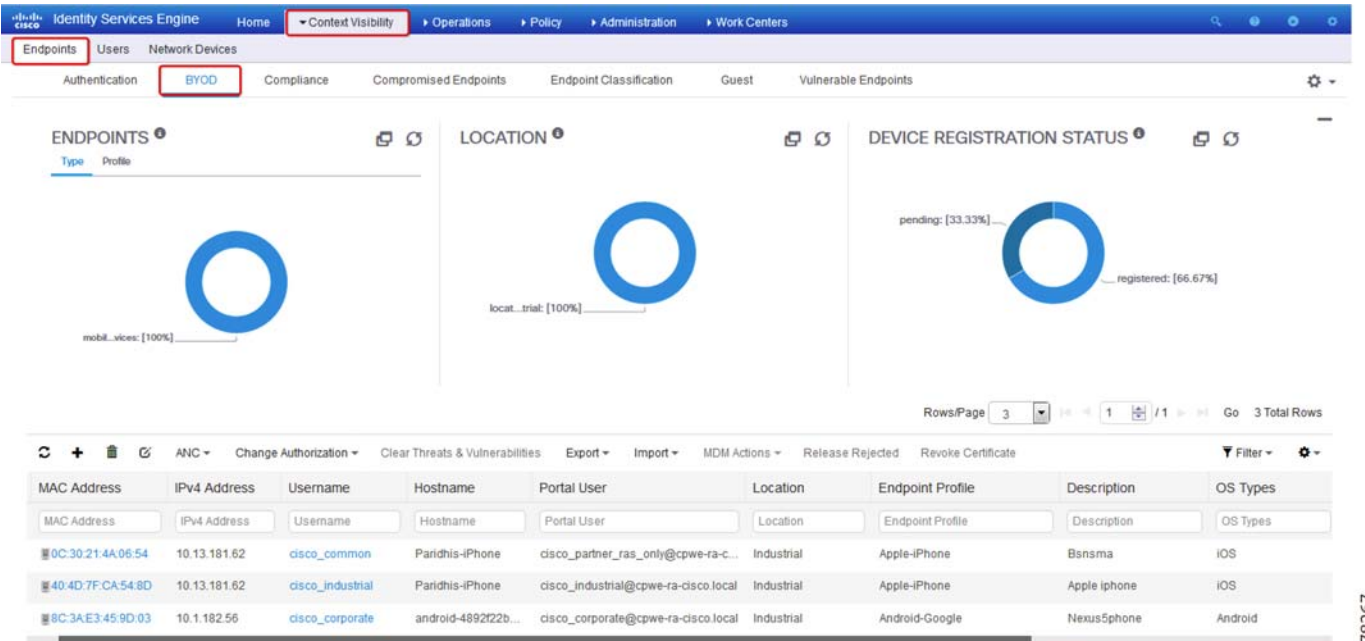 cisco Identity Services Engine Home Context Visibility Operations Policy Administration Work Centers
Endpoints Users Network Devices
Authentication BYOD Compliance Compromised Endpoints Endpoint Classification Guest Vulnerable Endpoints
ENDPOINTS
Type Profile
mobil...vices: [100%]
LOCATION
locat...trial: [100%]
DEVICE REGISTRATION STATUS
pending: [33.33%]
registered: [66.67%]
Rows/Page 3 1 / 1 Go 3 Total Rows
ANC Change Authorization Clear Threats & Vulnerabilities Export Import MDM Actions Release Rejected Revoke Certificate Filter
MAC Address IPv4 Address Username Hostname Portal User Location Endpoint Profile Description OS Types
MAC Address IPv4 Address Username Hostname Portal User Location Endpoint Profile Description OS Types
0C:30:21:4A:06:54 10.13.181.62 cisco_common Paridhis-iPhone cisco_partner_ras_only@cpwe-ra-c... Industrial Apple-iPhone Bsnsma iOS
40:4D:7F:CA:54:8D 10.13.181.62 cisco_industrial Paridhis-iPhone cisco_industrial@cpwe-ra-cisco.local Industrial Apple-iPhone Apple iphone iOS
8C:3A:E3:45:9D:03 10.1.182.56 cisco_corporate android-4892f22b... cisco_corporate@cpwe-ra-cisco.local Industrial Android-Google Nexus5phone Android